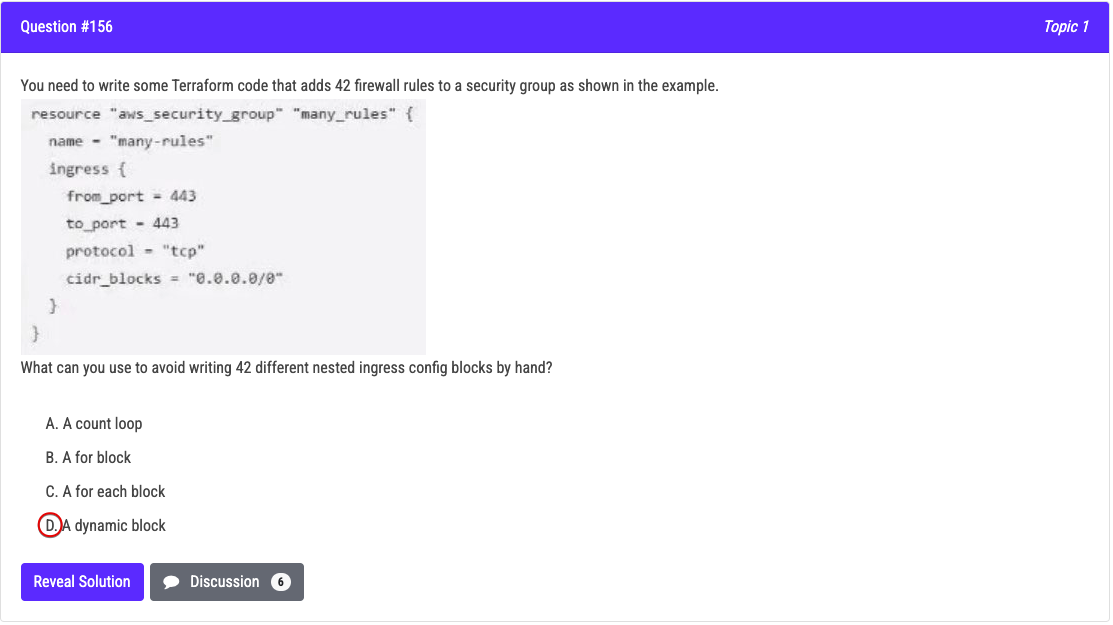 Question #156
Topic 1
You need to write some Terraform code that adds 42 firewall rules to a security group as shown in the example.
resource "aws_security_group" "many_rules" {
name = "many-rules"
ingress {
from_port = 443
to_port = 443
protocol = "tcp"
cidr_blocks = "0.0.0.0/0"
}
}
What can you use to avoid writing 42 different nested ingress config blocks by hand?
A. A count loop
B. A for block
C. A for each block
D. A dynamic block
Reveal Solution
Discussion 6